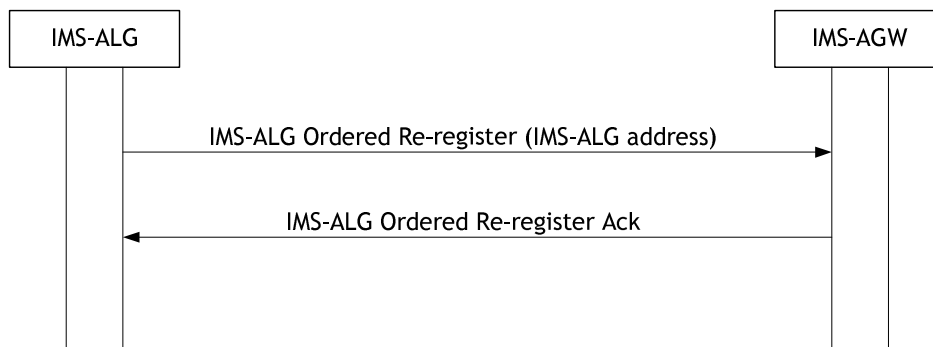 IMS-ALG
IMS-AGW
IMS-ALG Ordered Re-register (IMS-ALG address)
IMS-ALG Ordered Re-register Ack